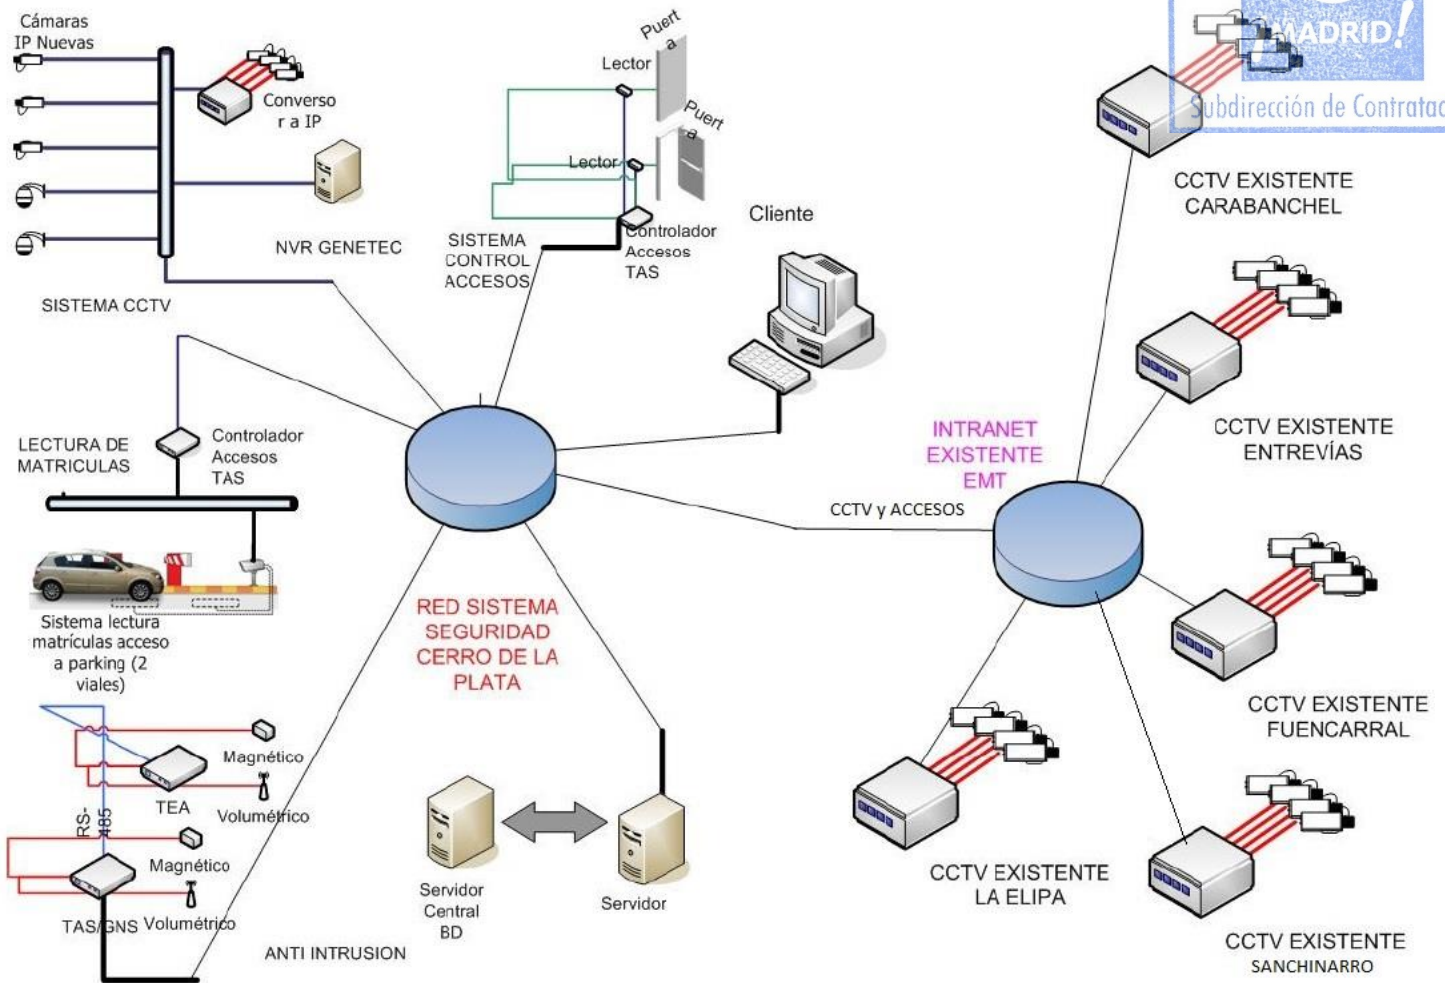 Cámaras
IP Nuevas
Converso
r a IP
NVR GENETEC
SISTEMA CCTV
Puert
a
Lector
Puert
a
Lector
Controlador
Accesos
TAS
SISTEMA
CONTROL
ACCESOS
Cliente
¡MADRID!
Subdirección de Contratac
CCTV EXISTENTE
CARABANCHEL
CCTV EXISTENTE
ENTREVÍAS
LECTURA DE
MATRICULAS
Controlador
Accesos
TAS
INTRANET
EXISTENTE
EMT
CCTV y ACCESOS
Sistema lectura
matrículas acceso
a parking (2
viales)
RED SISTEMA
SEGURIDAD
CERRO DE LA
PLATA
CCTV EXISTENTE
FUENCARRAL
Magnético
TEA
Volumétrico
RS-
485
Magnético
TAS/GNS
Volumétrico
ANTI INTRUSION
Servidor
Central
BD
Servidor
CCTV EXISTENTE
LA ELIPA
CCTV EXISTENTE
SANCHINARRO